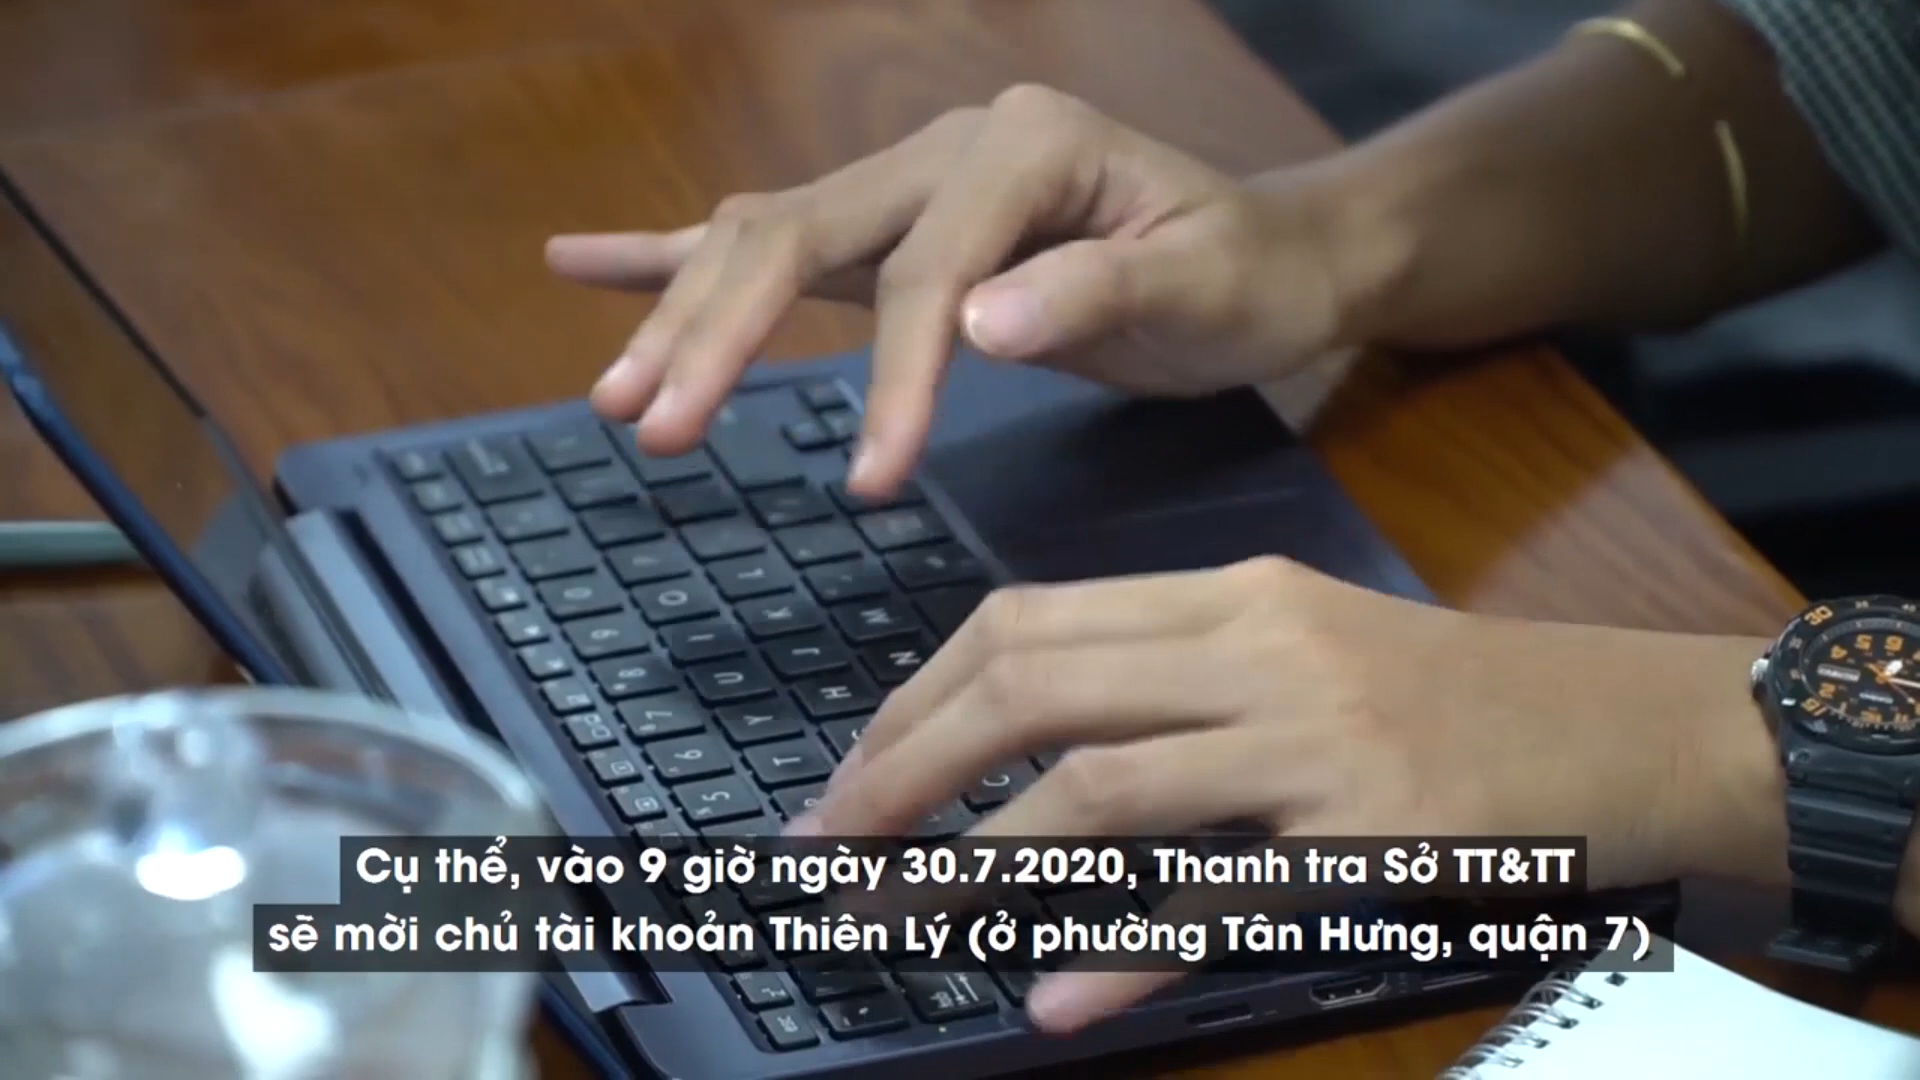 Cụ thể, vào 9 giờ ngày 30.7.2020, Thanh tra Sở TT&TT
sẽ mời chủ tài khoản Thiên Lý (ở phường Tân Hưng, quận 7)